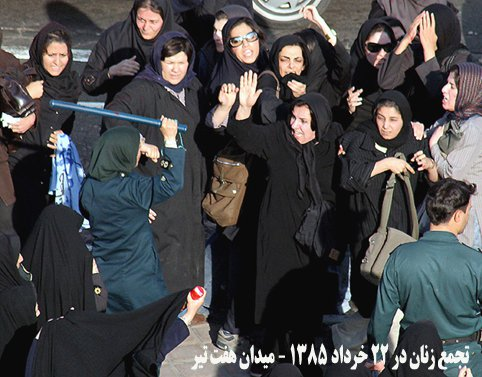 تجمع زنان در ۲۲ خرداد ۱۳۸۵ - میدان هفت تیر